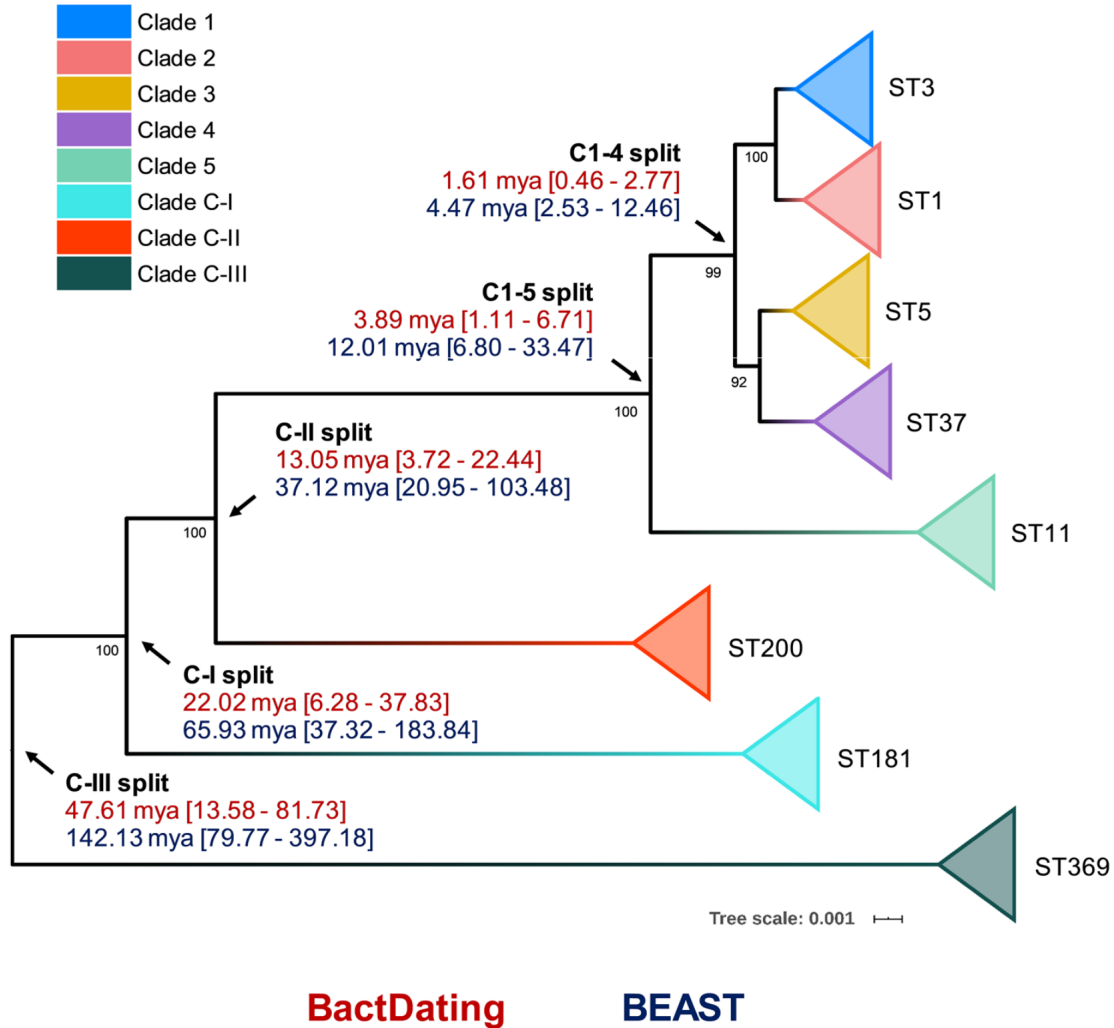 Clade 1
Clade 2
Clade 3
Clade 4
Clade 5
Clade C-I
Clade C-II
Clade C-III
ST3
C1-4 split
1.61 mya [0.46 - 2.77]
4.47 mya [2.53 - 12.46]
100
ST1
99
C1-5 split
3.89 mya [1.11 - 6.71]
12.01 mya [6.80 - 33.47]
ST5
92
100
ST37
C-II split
13.05 mya [3.72 - 22.44]
37.12 mya [20.95 - 103.48]
100
ST11
ST200
100
C-I split
22.02 mya [6.28 - 37.83]
65.93 mya [37.32 - 183.84]
ST181
C-III split
47.61 mya [13.58 - 81.73]
142.13 mya [79.77 - 397.18]
ST369
Tree scale: 0.001
BactDating BEAST